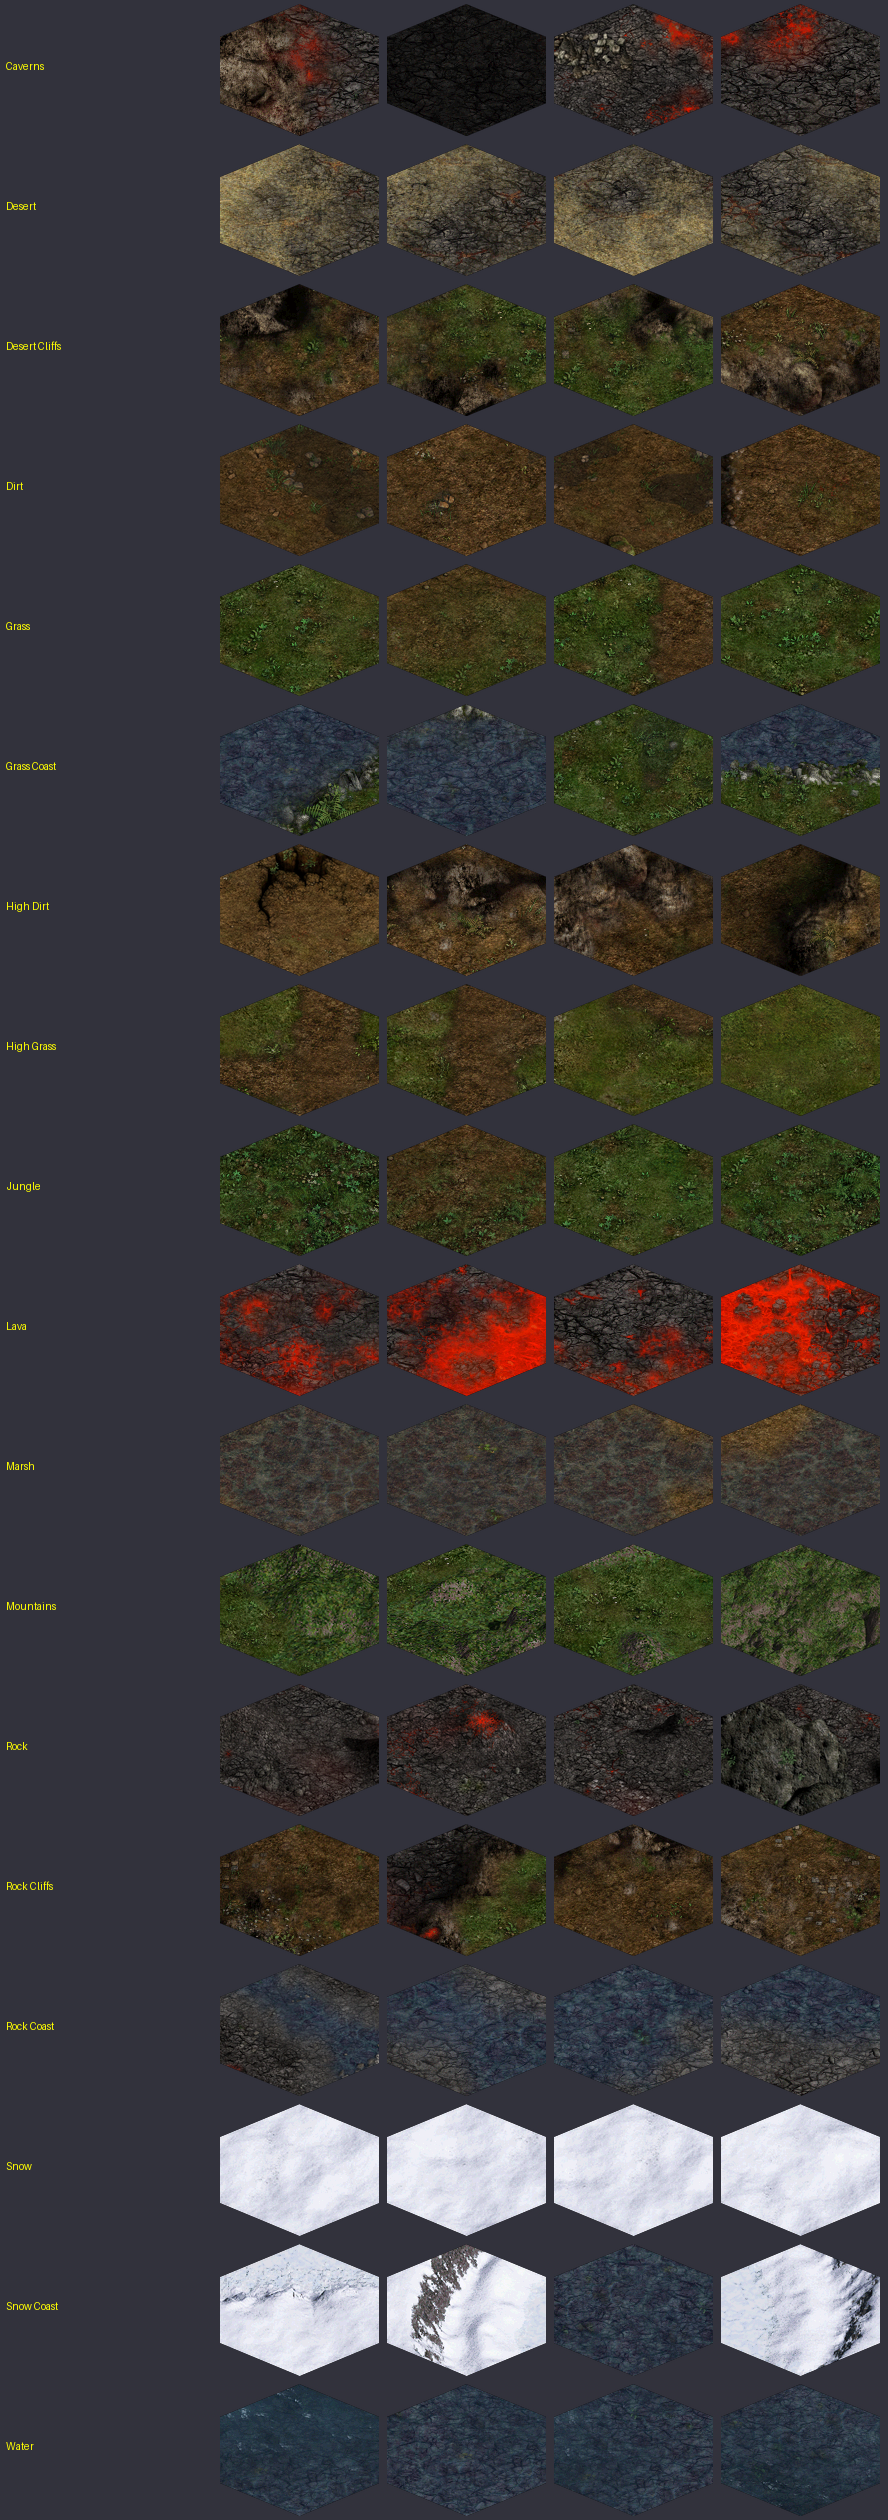 Caverns
Desert
Desert Cliffs
Dirt
Grass
Grass Coast
High Dirt
High Grass
Jungle
Lava
Marsh
Mountains
Rock
Rock Cliffs
Rock Coast
Snow
Snow Coast
Water